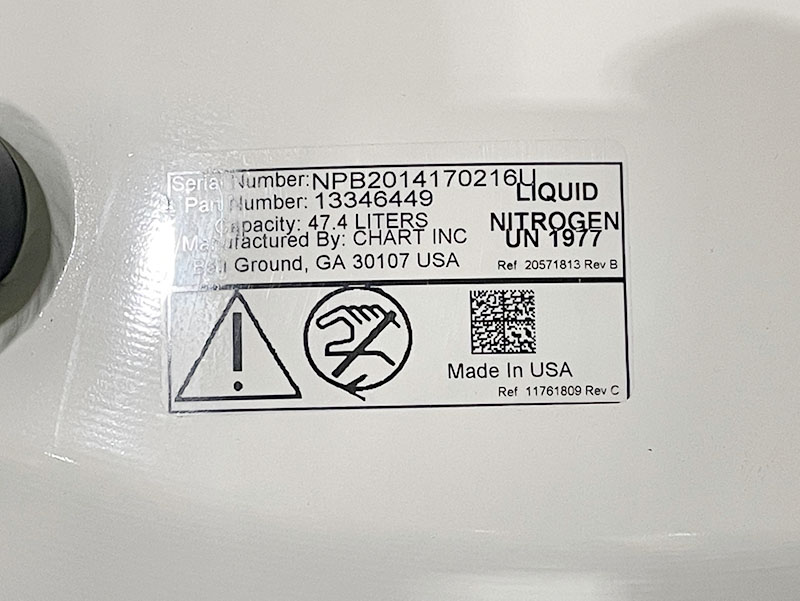 Serial Number: NPB2014170216U
Part Number: 13346449
Capacity: 47.4 LITERS
Manufactured By: CHART INC
Ball Ground, GA 30107 USA
LIQUID
NITROGEN
UN 1977
Ref 20571813 Rev B
Made In USA
Ref 11761809 Rev C